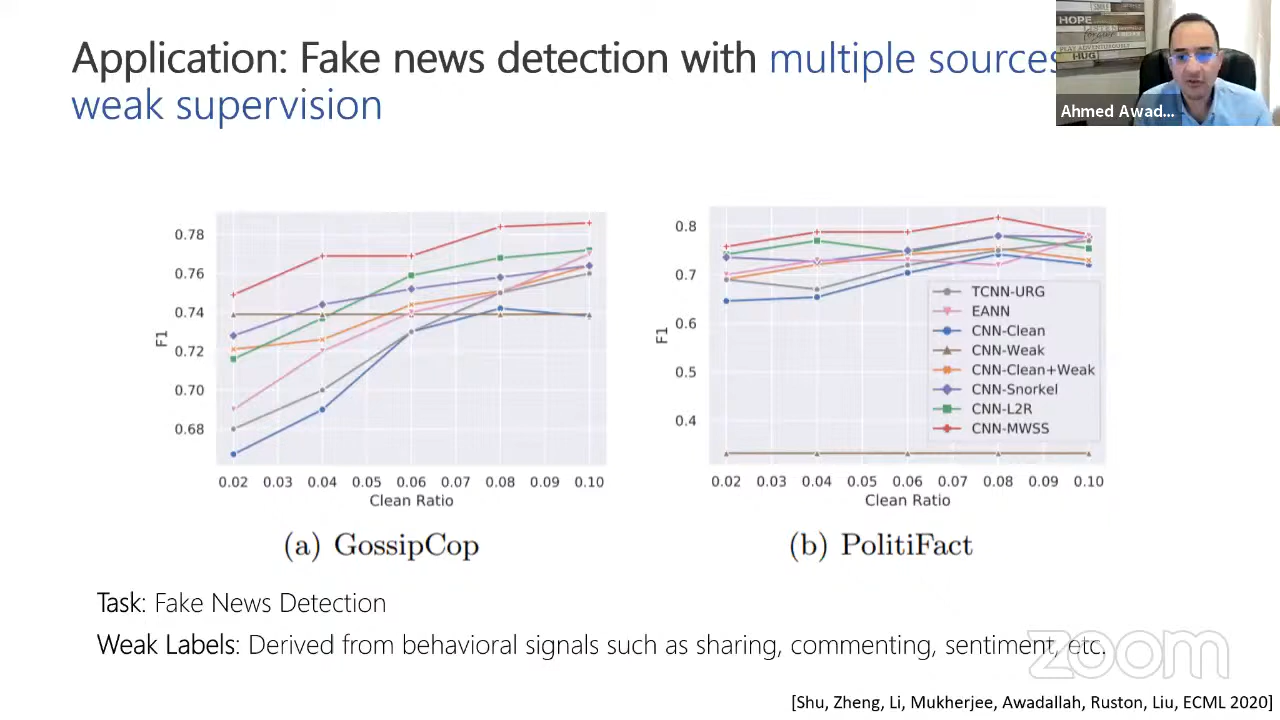 Application: Fake news detection with multiple sources
weak supervision
HOPE
PLAY ADVENTUROUSLY
HUG
Ahmed Awad...
0.78
0.76
0.74
0.72
0.70
0.68
F1
0.02 0.03 0.04 0.05 0.06 0.07 0.08 0.09 0.10
Clean Ratio
(a) GossipCop
0.8
0.7
0.6
0.5
0.4
F1
TCNN-URG
EANN
CNN-Clean
CNN-Weak
CNN-Clean+Weak
CNN-Snorkel
CNN-L2R
CNN-MWSS
0.02 0.03 0.04 0.05 0.06 0.07 0.08 0.09 0.10
Clean Ratio
(b) PolitiFact
Task: Fake News Detection
Weak Labels: Derived from behavioral signals such as sharing, commenting, sentiment, etc.
zoom
[Shu, Zheng, Li, Mukherjee, Awadallah, Ruston, Liu, ECML 2020]